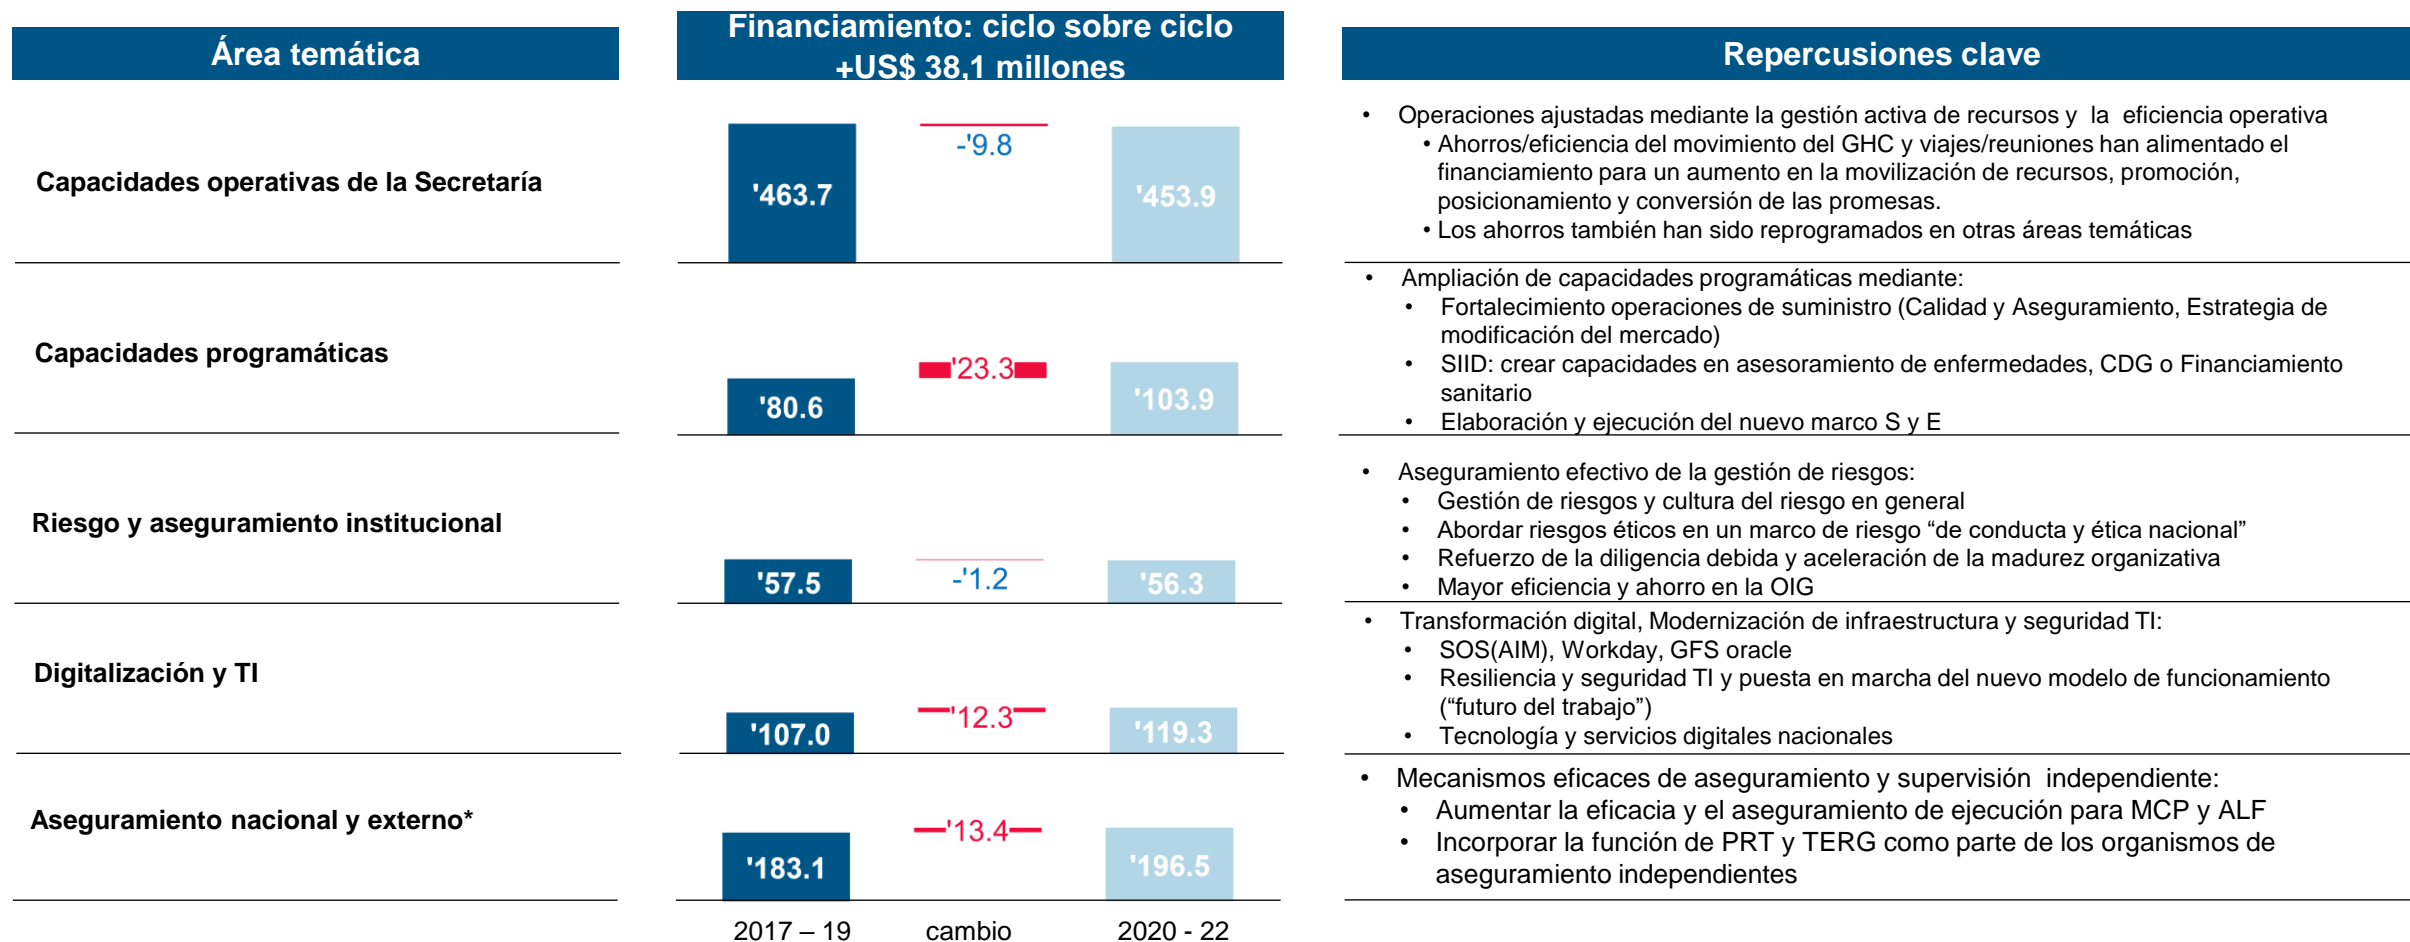 Área temática
Financiamiento: ciclo sobre ciclo
+US$ 38,1 millones
Repercusiones clave
Capacidades operativas de la Secretaría
'463.7
-'9.8
'453.9
• Operaciones ajustadas mediante la gestión activa de recursos y la eficiencia operativa
• Ahorros/eficiencia del movimiento del GHC y viajes/reuniones han alimentado el
financiamiento para un aumento en la movilización de recursos, promoción,
posicionamiento y conversión de las promesas.
• Los ahorros también han sido reprogramados en otras áreas temáticas
Capacidades programáticas
'80.6
'23.3
'103.9
• Ampliación de capacidades programáticas mediante:
• Fortalecimiento operaciones de suministro (Calidad y Aseguramiento, Estrategia de
modificación del mercado)
• SIID: crear capacidades en asesoramiento de enfermedades, CDG o Financiamiento
sanitario
• Elaboración y ejecución del nuevo marco S y E
Riesgo y aseguramiento institucional
'57.5
-'1.2
'56.3
• Aseguramiento efectivo de la gestión de riesgos:
• Gestión de riesgos y cultura del riesgo en general
• Abordar riesgos éticos en un marco de riesgo “de conducta y ética nacional”
• Refuerzo de la diligencia debida y aceleración de la madurez organizativa
• Mayor eficiencia y ahorro en la OIG
Digitalización y TI
'107.0
'12.3
'119.3
• Transformación digital, Modernización de infraestructura y seguridad TI:
• SOS(AIM), Workday, GFS oracle
• Resiliencia y seguridad TI y puesta en marcha del nuevo modelo de funcionamiento
(“futuro del trabajo”)
• Tecnología y servicios digitales nacionales
Aseguramiento nacional y externo*
'183.1
'13.4
'196.5
• Mecanismos eficaces de aseguramiento y supervisión independiente:
• Aumentar la eficacia y el aseguramiento de ejecución para MCP y ALF
• Incorporar la función de PRT y TERG como parte de los organismos de
aseguramiento independientes
2017 – 19
cambio
2020 - 22